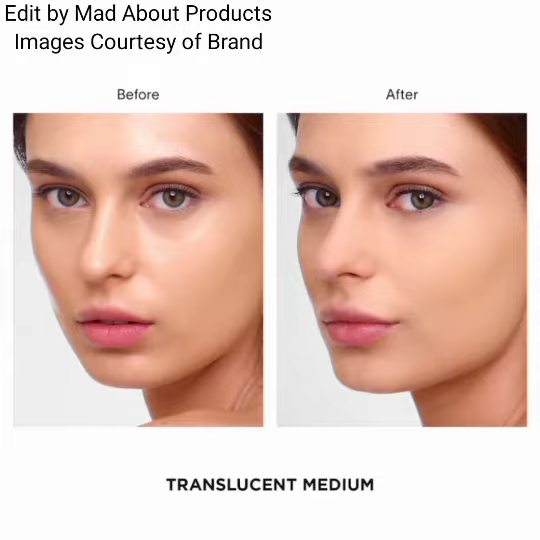 Edit by Mad About Products
Images Courtesy of Brand
Before
After
TRANSLUCENT MEDIUM